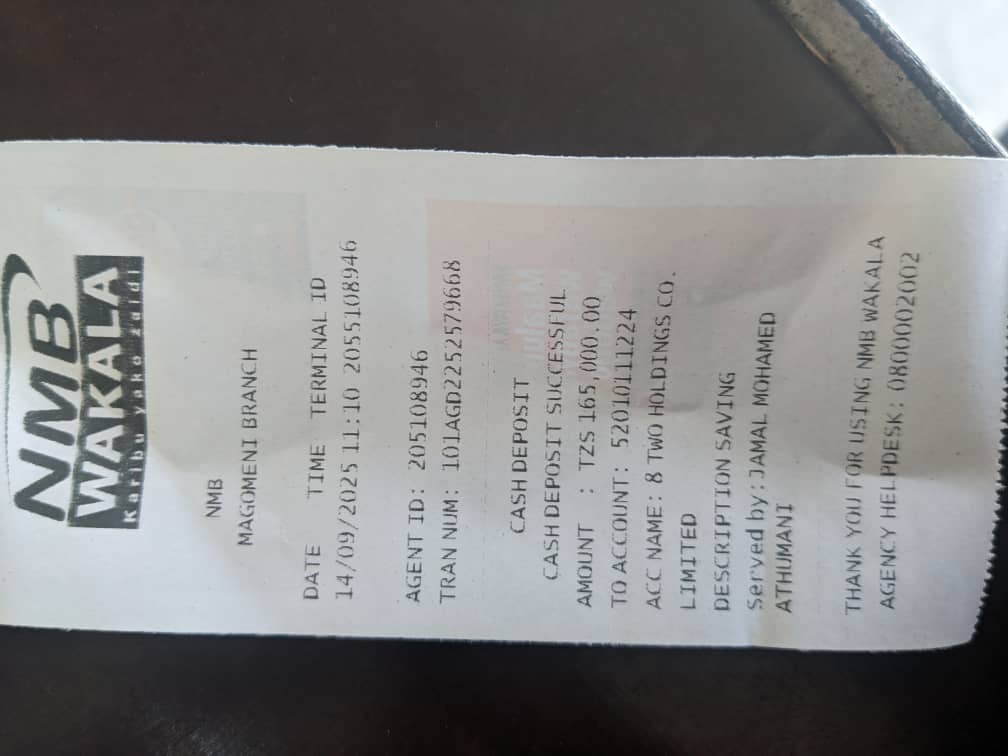 NMB
WAKALA
Karibu yako zaidi
NMB
MAGOMENI BRANCH
DATE TIME TERMINAL ID
14/09/2025 11:10 2055108946
AGENT ID: 205108946
TRAN NUM: 101AGD2252579668
CASH DEPOSIT
CASH DEPOSIT SUCCESSFUL
AMOUNT : TZS 165,000.00
TO ACCOUNT: 52010111224
ACC NAME: 8 TWO HOLDINGS CO.
LIMITED
DESCRIPTION SAVING
Served by: JAMAL MOHAMED
ATHUMANI
THANK YOU FOR USING NMB WAKALA
AGENCY HELPDESK: 0800002002